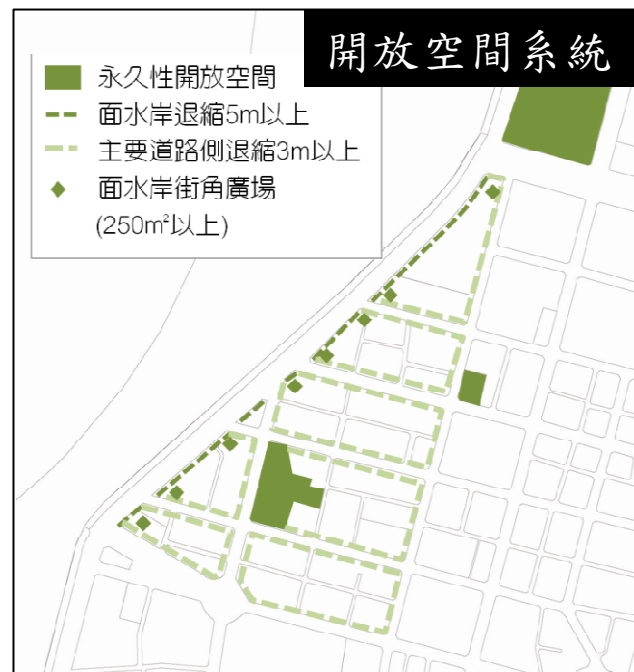 開放空間系統
永久性開放空間
面水岸退縮5m以上
主要道路側退縮3m以上
面水岸街角廣場
(250㎡以上)